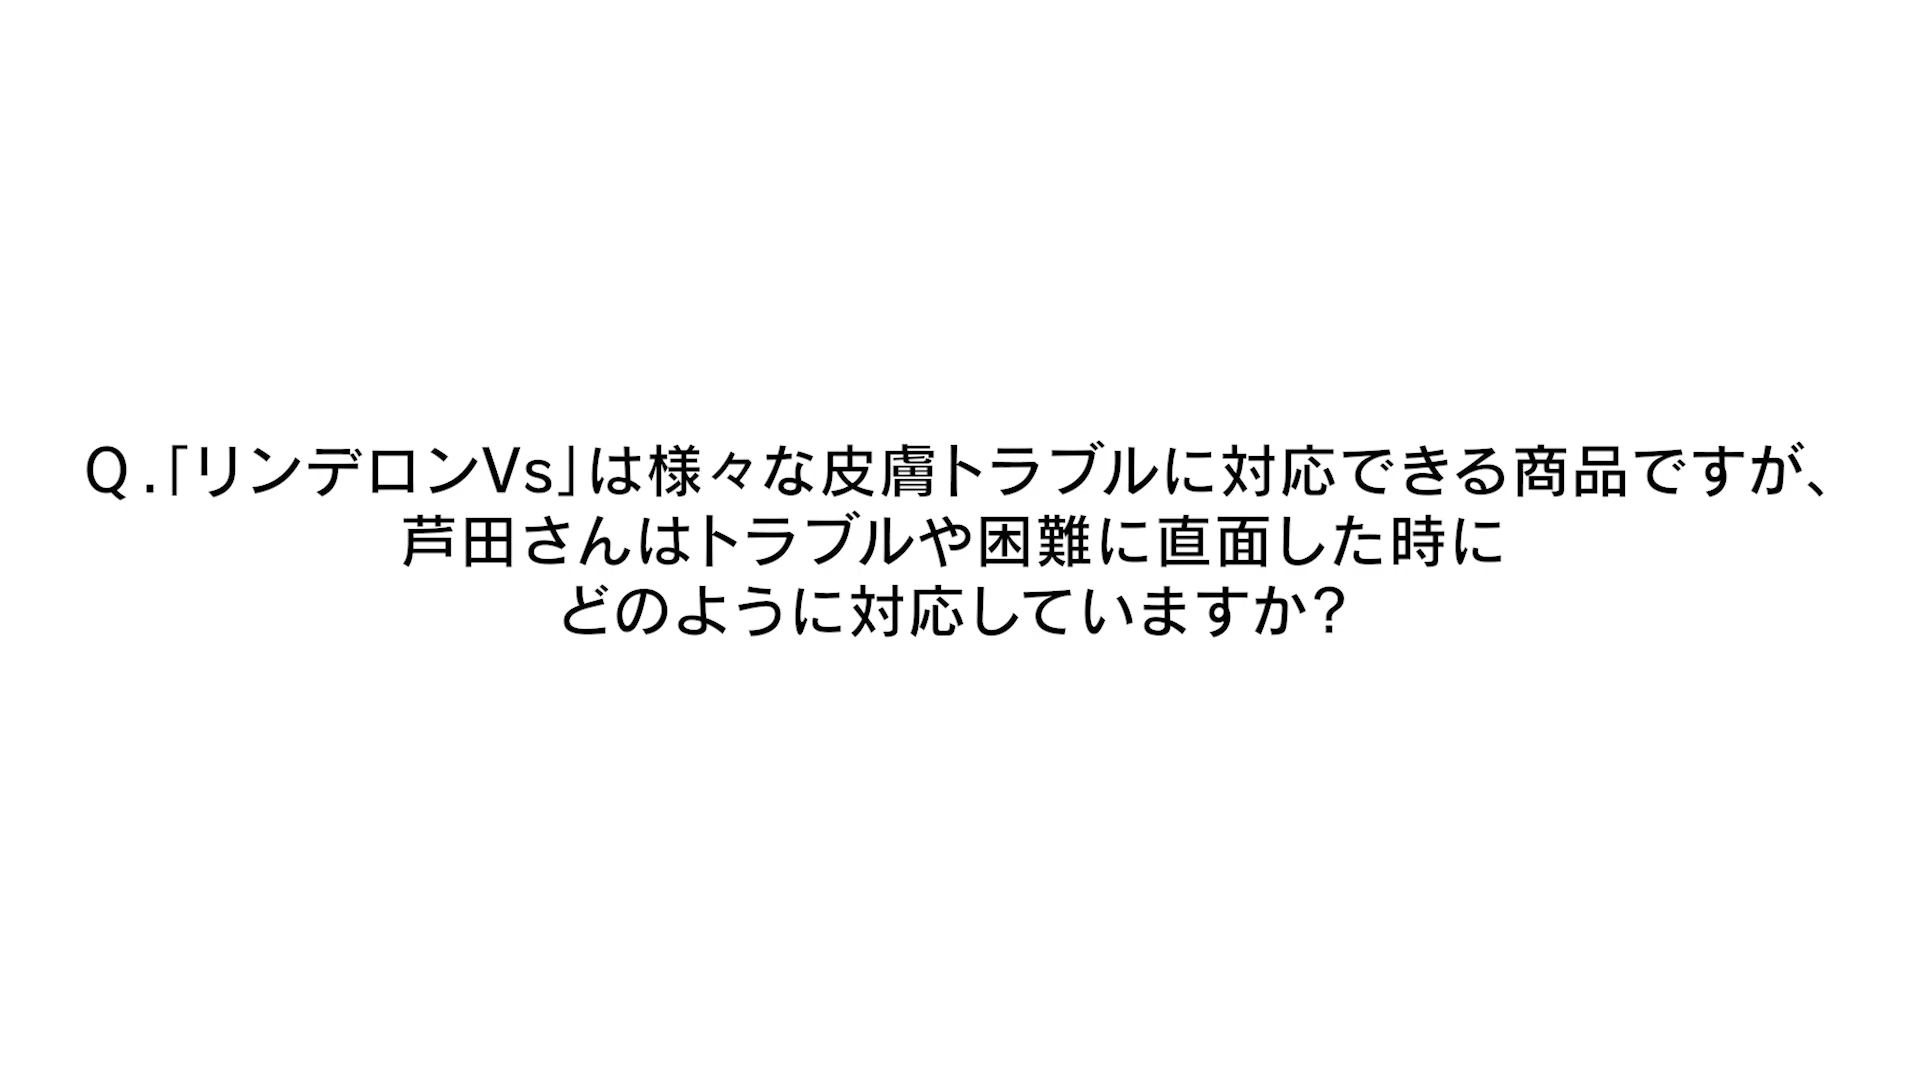 Q.「リンデロンVs」は様々な皮膚トラブルに対応できる商品ですが、
芦田さんはトラブルや困難に直面した時に
どのように対応していますか？